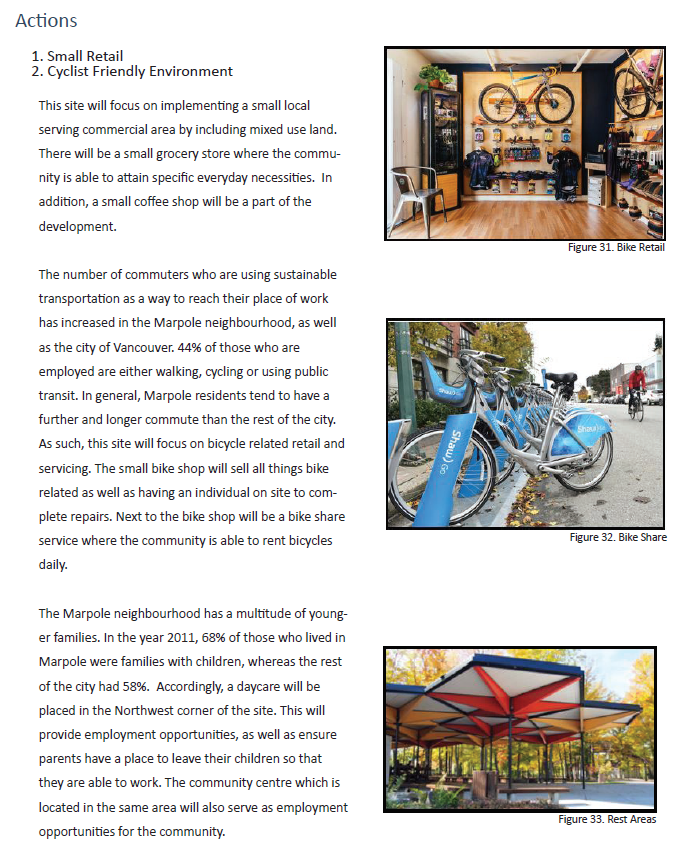 Actions
1. Small Retail
2. Cyclist Friendly Environment
This site will focus on implementing a small local
serving commercial area by including mixed use land.
There will be a small grocery store where the commu-
nity is able to attain specific everyday necessities.  In
addition, a small coffee shop will be a part of the
development.
Figure 31. Bike Retail
The number of commuters who are using sustainable
transportation as a way to reach their place of work
has increased in the Marpole neighbourhood, as well
as the city of Vancouver. 44% of those who are
employed are either walking, cycling or using public
transit. In general, Marpole residents tend to have a
further and longer commute than the rest of the city.
As such, this site will focus on bicycle related retail and
servicing. The small bike shop will sell all things bike
related as well as having an individual on site to com-
plete repairs. Next to the bike shop will be a bike share
service where the community is able to rent bicycles
daily.
Shaw) GO
Shaw)
Figure 32. Bike Share
The Marpole neighbourhood has a multitude of young-
er families. In the year 2011, 68% of those who lived in
Marpole were families with children, whereas the rest
of the city had 58%.  Accordingly, a daycare will be
placed in the Northwest corner of the site. This will
provide employment opportunities, as well as ensure
parents have a place to leave their children so that
they are able to work. The community centre which is
located in the same area will also serve as employment
opportunities for the community.
Figure 33. Rest Areas